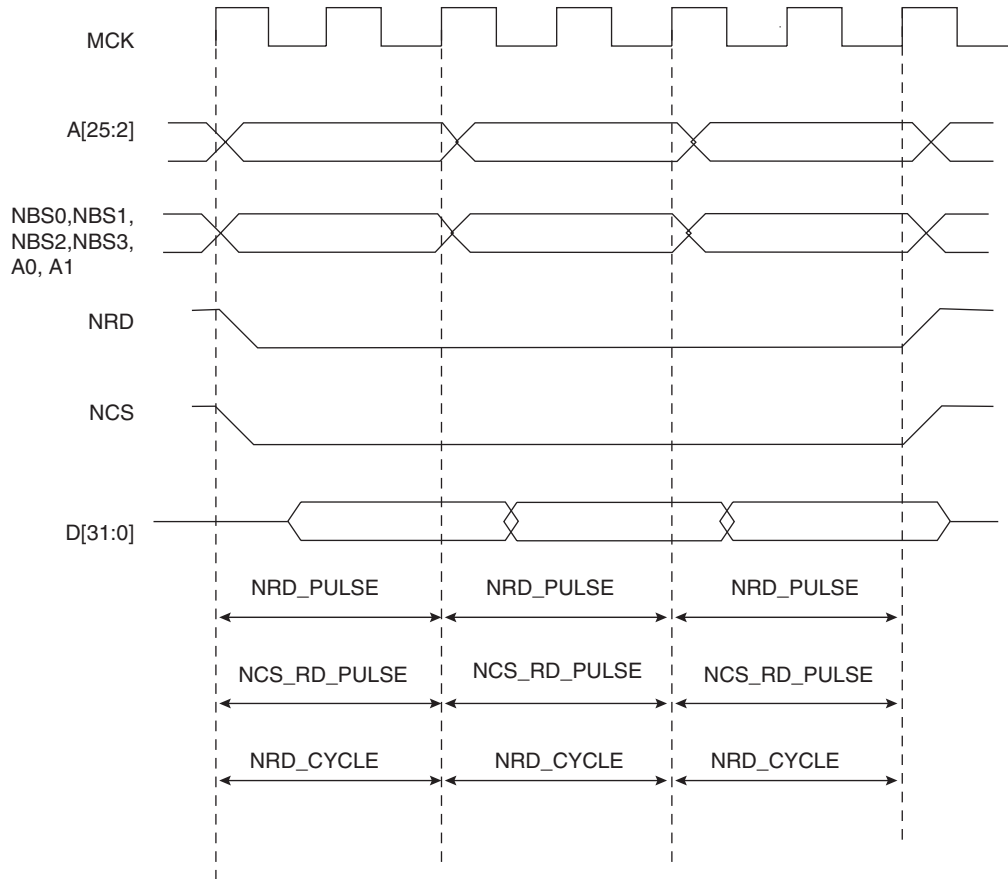 MCK
A[25:2]
NBS0,NBS1,
NBS2,NBS3,
A0, A1
NRD
NCS
D[31:0]
NRD_PULSE NRD_PULSE NRD_PULSE
NCS_RD_PULSE NCS_RD_PULSE NCS_RD_PULSE
NRD_CYCLE NRD_CYCLE NRD_CYCLE